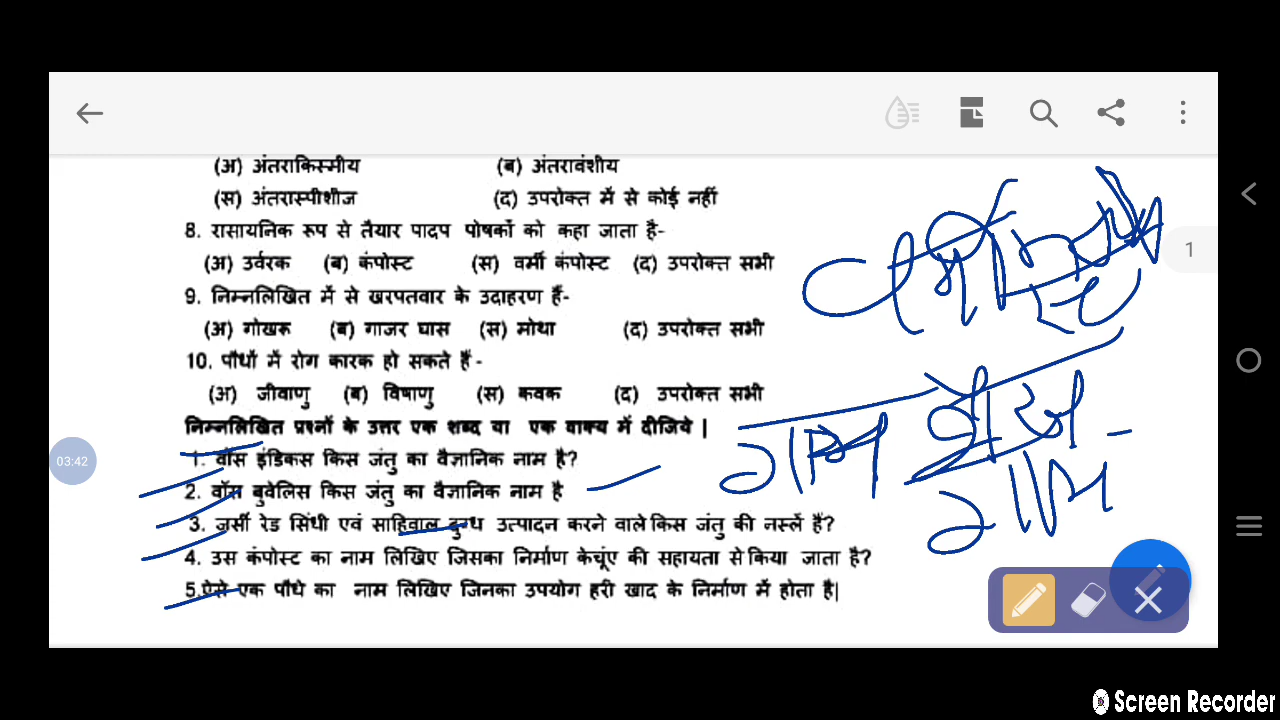 (अ) अंतराकिस्मीय (ब) अंतरावंशीय
(स) अंतरास्पीशीज (द) उपरोक्त में से कोई नहीं
8. रासायनिक रूप से तैयार पादप पोषकों को कहा जाता है-
(अ) उर्वरक (ब) कंपोस्ट (स) वर्मी कंपोस्ट (द) उपरोक्त सभी
9. निम्नलिखित में से खरपतवार के उदाहरण हैं-
(अ) गोखरू (ब) गाजर घास (स) मोथा (द) उपरोक्त सभी
1
10. पौधों में रोग कारक हो सकते हैं -
(अ) जीवाणु (ब) विषाणु (स) कवक (द) उपरोक्त सभी
निम्नलिखित प्रश्नों के उत्तर एक शब्द या एक वाक्य में दीजिये |
1. वॉस इंडिकस किस जंतु का वैज्ञानिक नाम है?
03:42
2. वॉस बुवेलिस किस जंतु का वैज्ञानिक नाम है
3. जर्सी रेड सिंधी एवं साहिवाल दुग्ध उत्पादन करने वाले किस जंतु की नस्लें हैं?
4. उस कंपोस्ट का नाम लिखिए जिसका निर्माण केचूंए की सहायता से किया जाता है?
5.ऐसे एक पौधे का नाम लिखिए जिनका उपयोग हरी खाद के निर्माण में होता है|
Screen Recorder